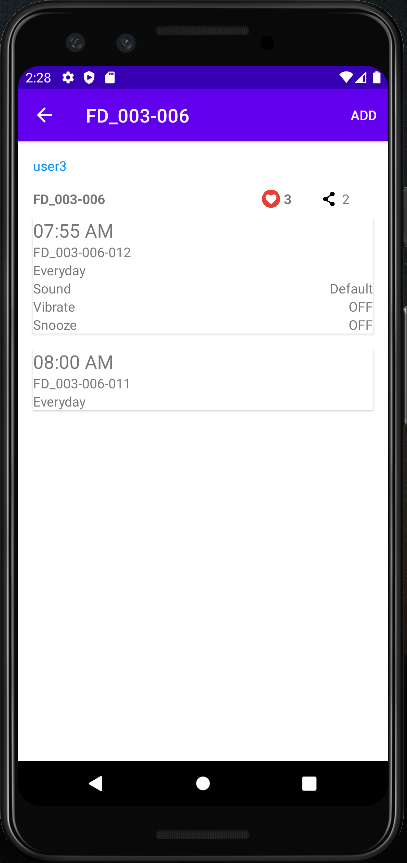 2:28
FD_003-006 ADD
user3
FD_003-006 3 2
07:55 AM
FD_003-006-012
Everyday
Sound Default
Vibrate OFF
Snooze OFF
08:00 AM
FD_003-006-011
Everyday